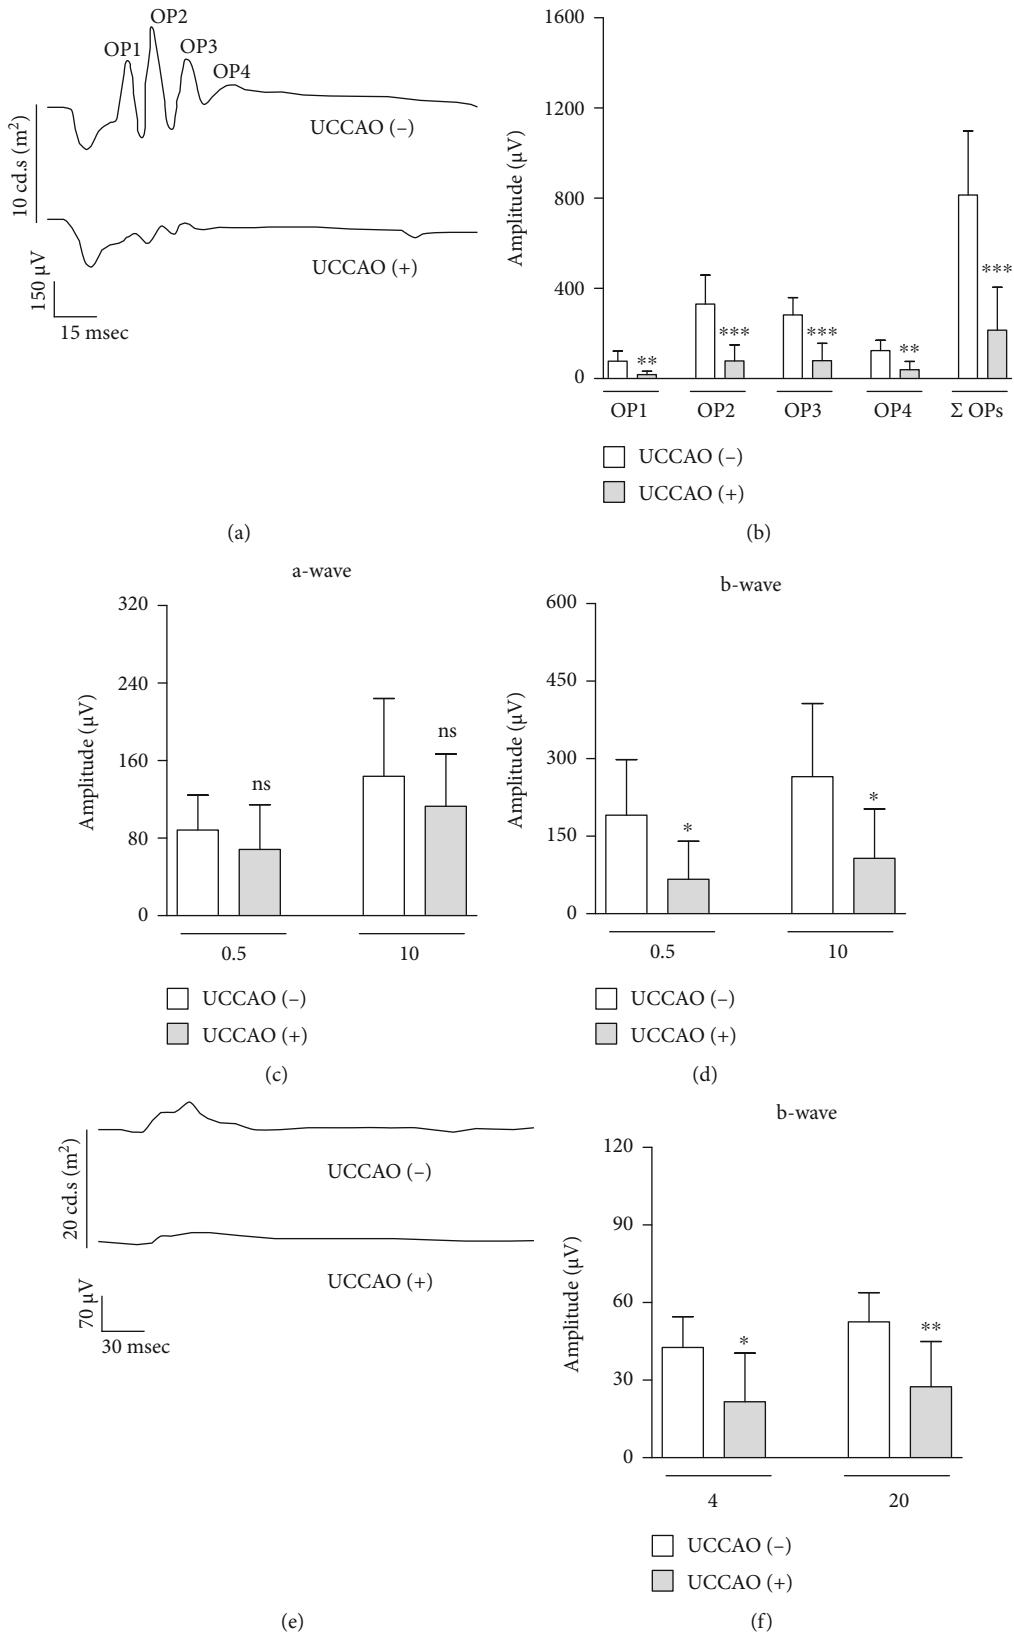 OP1
OP2
OP3
OP4
UCCAO (–)
10 cd.s (m²)
UCCAO (+)
150 μV
15 msec
(a)
Amplitude (μV)
1600
1200
800
400
0
** *** *** ** ***
OP1 OP2 OP3 OP4 Σ OPs
UCCAO (–)
UCCAO (+)
(b)
a-wave
Amplitude (μV)
320
240
160
80
0
ns ns
0.5 10
UCCAO (–)
UCCAO (+)
(c)
b-wave
Amplitude (μV)
600
450
300
150
0
* *
0.5 10
UCCAO (–)
UCCAO (+)
(d)
20 cd.s (m²)
UCCAO (–)
UCCAO (+)
70 μV
30 msec
(e)
b-wave
Amplitude (μV)
120
90
60
30
0
* **
4 20
UCCAO (–)
UCCAO (+)
(f)